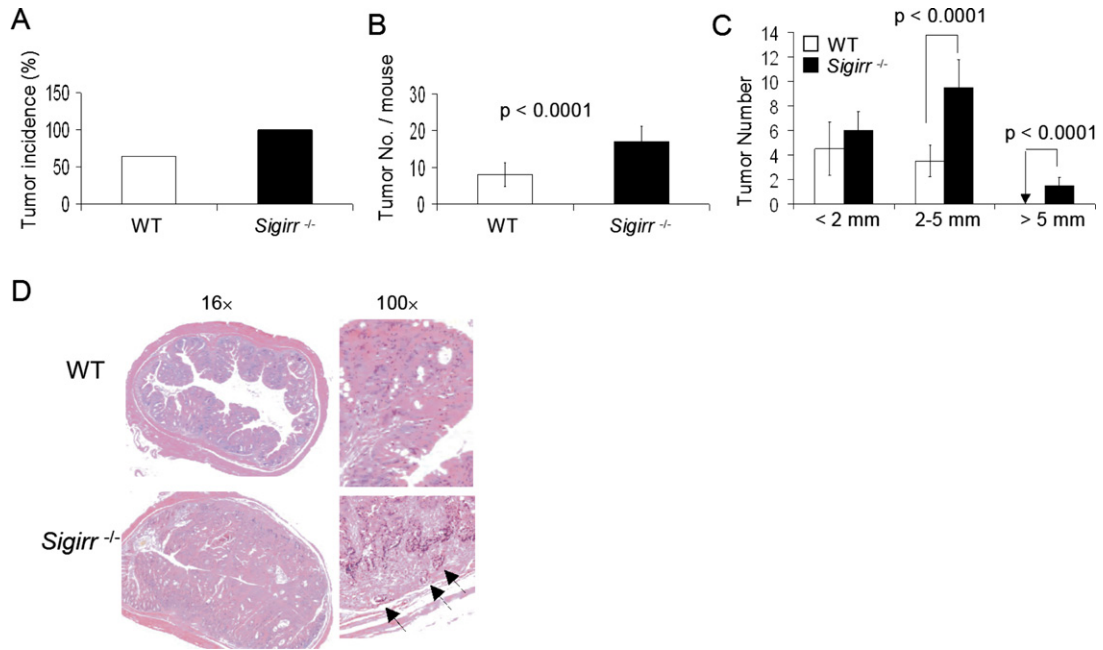 A
Tumor incidence (%)
150
100
50
0
WT
Sigirr -/-
B
Tumor No. / mouse
p < 0.0001
30
20
10
0
WT
Sigirr -/-
C
Tumor Number
14
12
10
8
6
4
2
0
WT
Sigirr -/-
p < 0.0001
p < 0.0001
< 2 mm
2-5 mm
> 5 mm
D
16×
100×
WT
Sigirr -/-